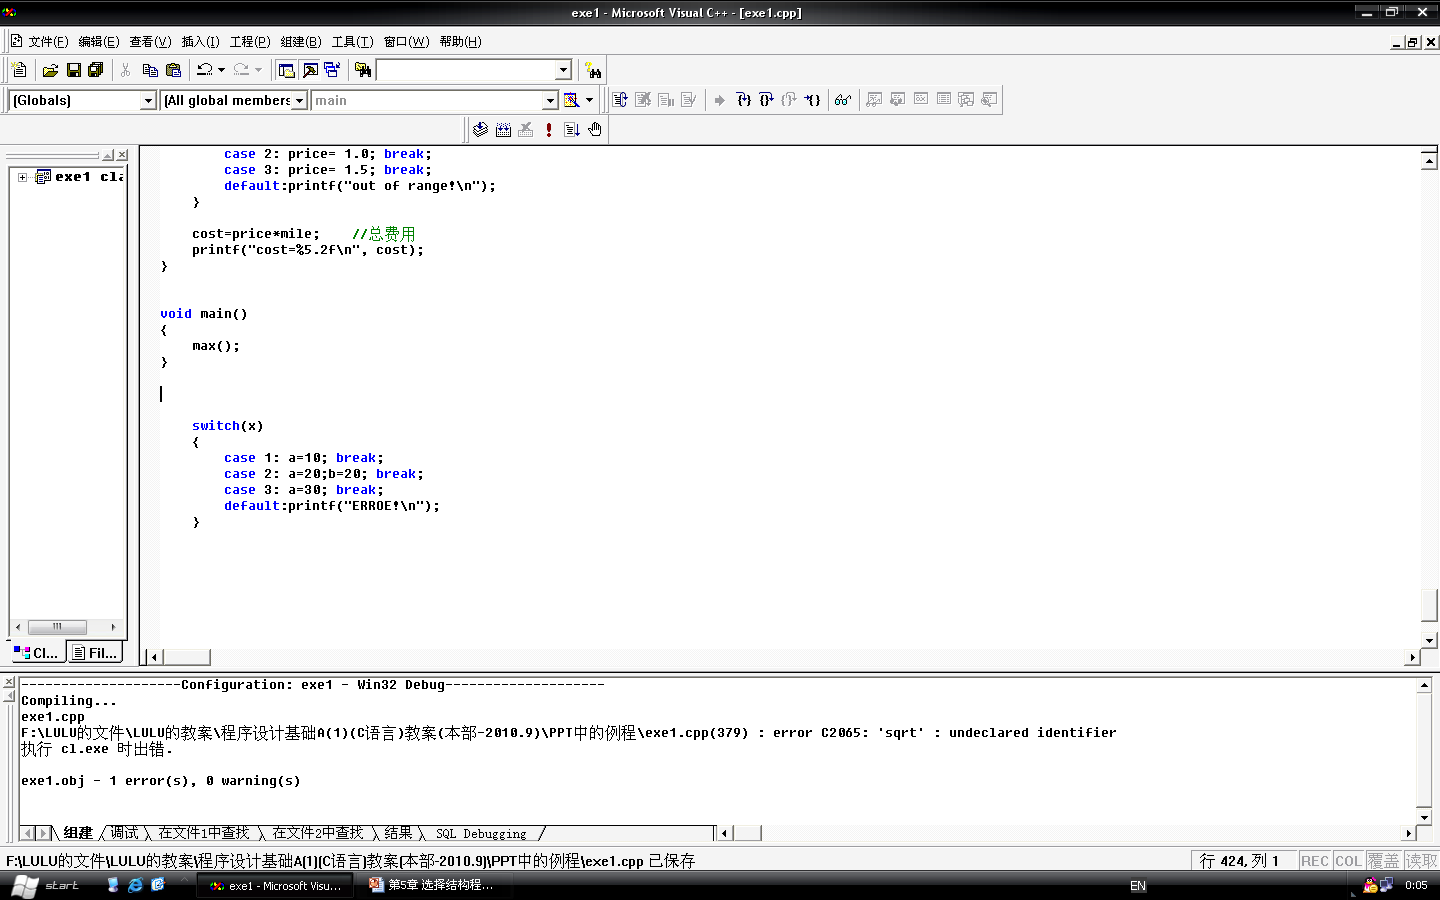 exe1 - Microsoft Visual C++ - [exe1.cpp]
文件(F) 编辑(E) 查看(V) 插入(I) 工程(P) 组建(B) 工具(T) 窗口(W) 帮助(H)
(Globals) (All global members main
case 2: price= 1.0; break;
case 3: price= 1.5; break;
default:printf("out of range!\n");
}
cost=price*mile; //总费用
printf("cost=%5.2f\n", cost);
}
void main()
{
max();
}
switch(x)
{
case 1: a=10; break;
case 2: a=20;b=20; break;
case 3: a=30; break;
default:printf("ERROE!\n");
}
exe1 cla
Cl... Fil...
--------------------Configuration: exe1 - Win32 Debug--------------------
Compiling...
exe1.cpp
F:\LULU的文件\LULU的教案\程序设计基础A(1)(C语言)教案(本部-2010.9)\PPT中的例程\exe1.cpp(379) : error C2065: 'sqrt' : undeclared identifier
执行 cl.exe 时出错.
exe1.obj - 1 error(s), 0 warning(s)
组建 调试 在文件1中查找 在文件2中查找 结果 SQL Debugging
F:\LULU的文件\LULU的教案\程序设计基础A(1)(C语言)教案(本部-2010.9)\PPT中的例程\exe1.cpp 已保存 行 424, 列 1 REC COL 覆盖 读取
start exe1 - Microsoft Visu... 第5章 选择结构程... EN 0:05